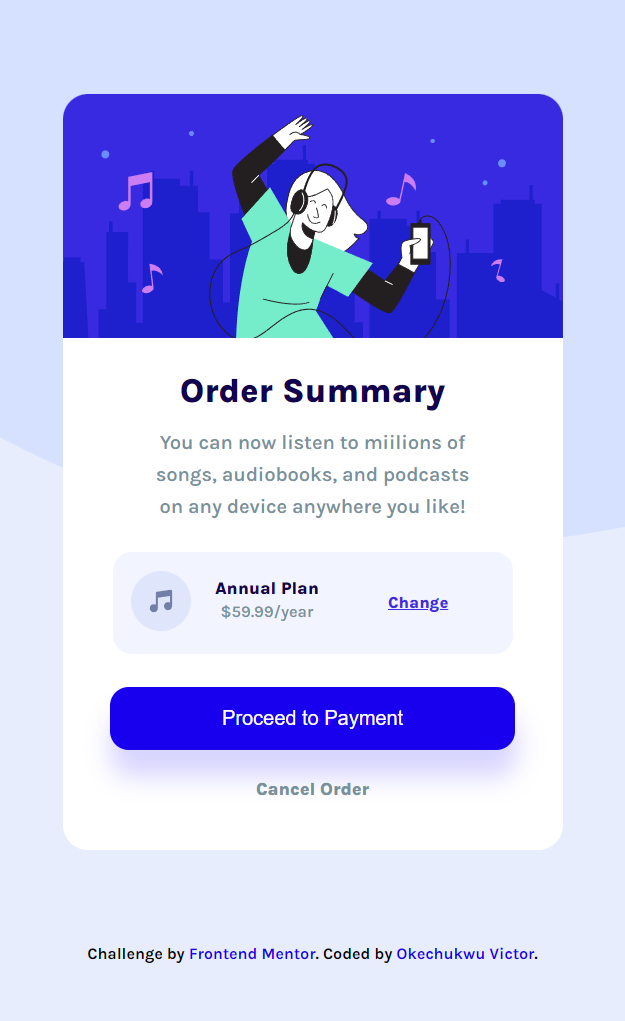 Order Summary
You can now listen to miilions of
songs, audiobooks, and podcasts
on any device anywhere you like!
Annual Plan
$59.99/year
Change
Proceed to Payment
Cancel Order
Challenge by Frontend Mentor. Coded by Okechukwu Victor.